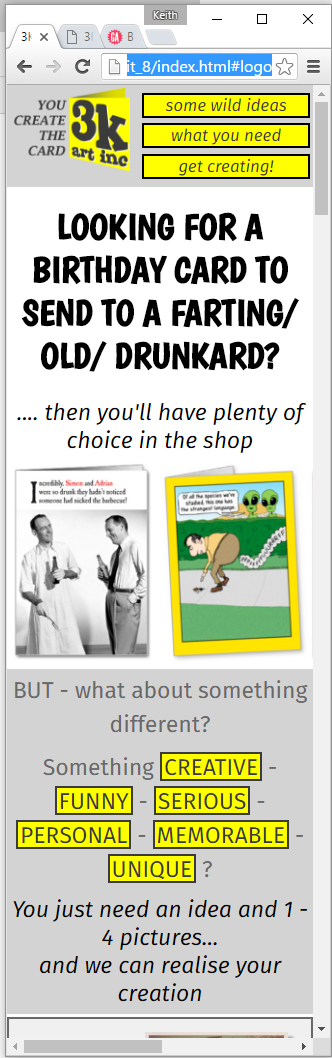 Keith
3K
3I
GA
B
it_8/index.html#logo
YOU
CREATE
THE
CARD
3k
art inc
some wild ideas
what you need
get creating!
LOOKING FOR A
BIRTHDAY CARD TO
SEND TO A FARTING/
OLD/ DRUNKARD?
.... then you'll have plenty of
choice in the shop
Incredibly, Simon and Adrian
were so drunk they hadn't noticed
someone had nicked the barbecue!
Of all the species we've
studied, this one has
the strangest language.
BUT - what about something
different?
Something CREATIVE -
FUNNY - SERIOUS -
PERSONAL - MEMORABLE -
UNIQUE ?
You just need an idea and 1 -
4 pictures...
and we can realise your
creation